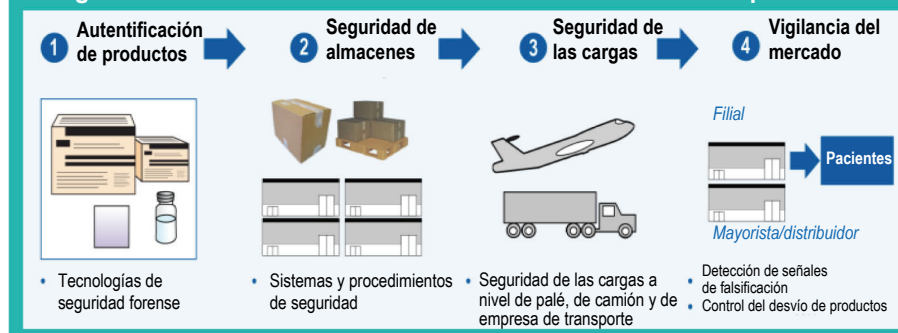 1
Autentificación
de productos
2
Seguridad de
almacenes
3
Seguridad de
las cargas
4
Vigilancia del
mercado
Filial
Pacientes
Mayorista/distribuidor
• Tecnologías de
seguridad forense
• Sistemas y procedimientos
de seguridad
• Seguridad de las cargas a
nivel de palé, de camión y de
empresa de transporte
• Detección de señales
de falsificación
• Control del desvío de productos